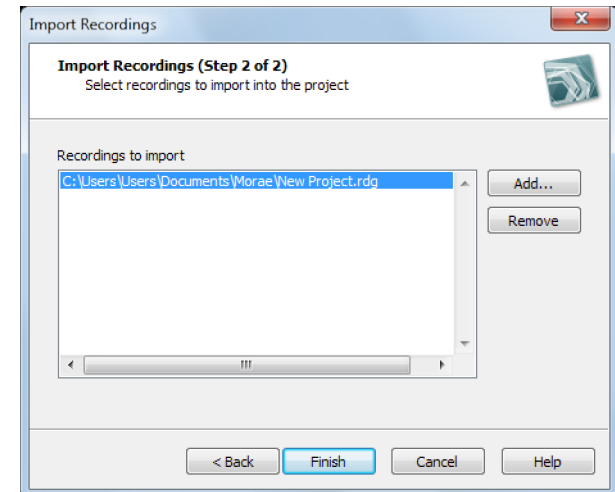 Import Recordings
Import Recordings (Step 2 of 2)
Select recordings to import into the project
Recordings to import
C:\Users\Users\Documents\Morae\New Project.rdg
Add...
Remove
< Back Finish Cancel Help